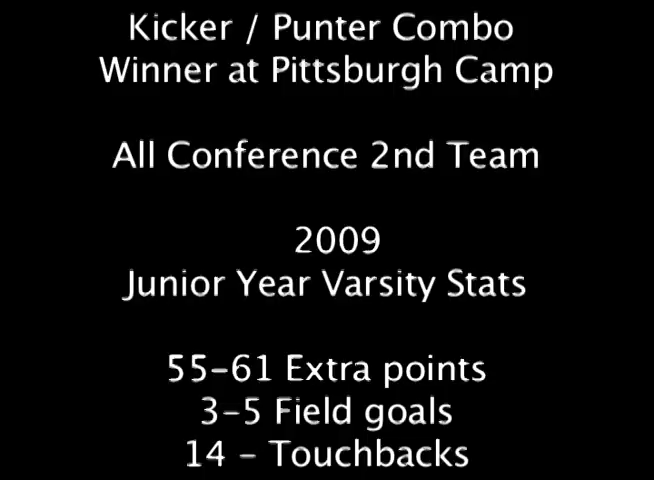 Kicker / Punter Combo
Winner at Pittsburgh Camp
All Conference 2nd Team
2009
Junior Year Varsity Stats
55-61 Extra points
3-5 Field goals
14 - Touchbacks